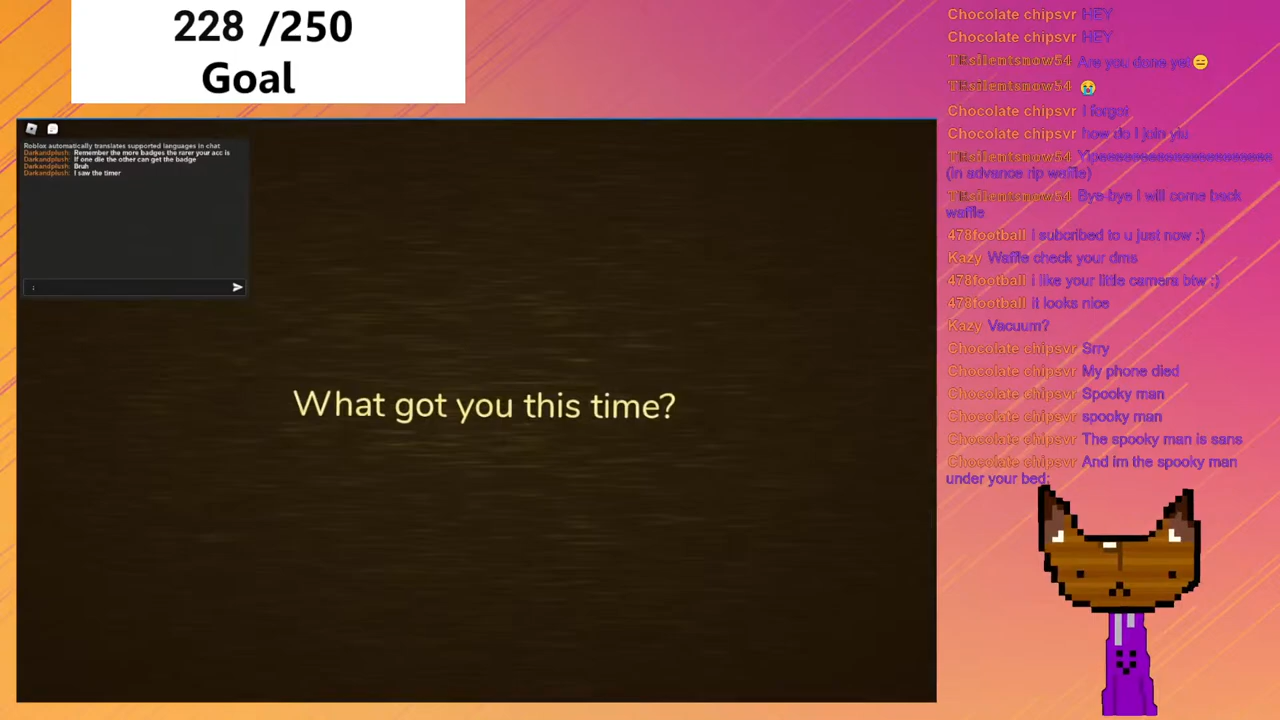 228 /250
Goal
Roblox automatically translates supported languages in chat
Darkandplush: Remember the more badges the rarer your acc is
Darkandplush: If one die the other can get the badge
Darkandplush: Bruh
Darkandplush: I saw the timer
What got you this time?
Chocolate chipsvr HEY
Chocolate chipsvr HEY
TRsilentsnow54 Are you done yet 😑
TRsilentsnow54 😭
Chocolate chipsvr I forgot
Chocolate chipsvr how do I join yiu
TRsilentsnow54
(in advance rip waffle)
TRsilentsnow54 Bye-bye I will come back
waffle
478football i subcribed to u just now :)
Kazy Waffle check your dms
478football i like your little camera btw :)
478football it looks nice
Kazy Vacuum?
Chocolate chipsvr Srry
Chocolate chipsvr My phone died
Chocolate chipsvr Spooky man
Chocolate chipsvr spooky man
Chocolate chipsvr The spooky man is sans
Chocolate chipsvr And im the spooky man
under your bed: